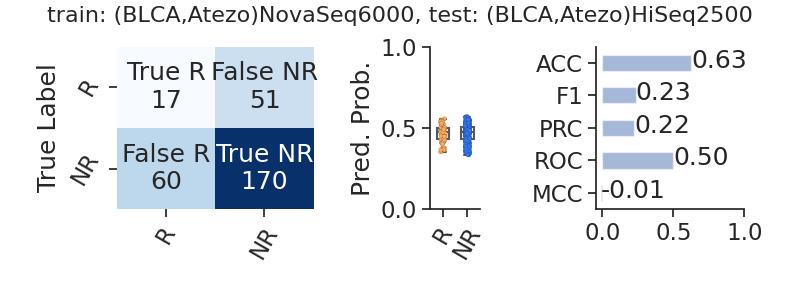 train: (BLCA,Atezo)NovaSeq6000, test: (BLCA,Atezo)HiSeq2500
True Label
R
NR
True R
17
False NR
51
False R
60
True NR
170
R
NR
Pred. Prob.
1.0
0.5
0.0
R
NR
ACC
0.63
F1
0.23
PRC
0.22
ROC
0.50
MCC
-0.01
0.0
0.5
1.0